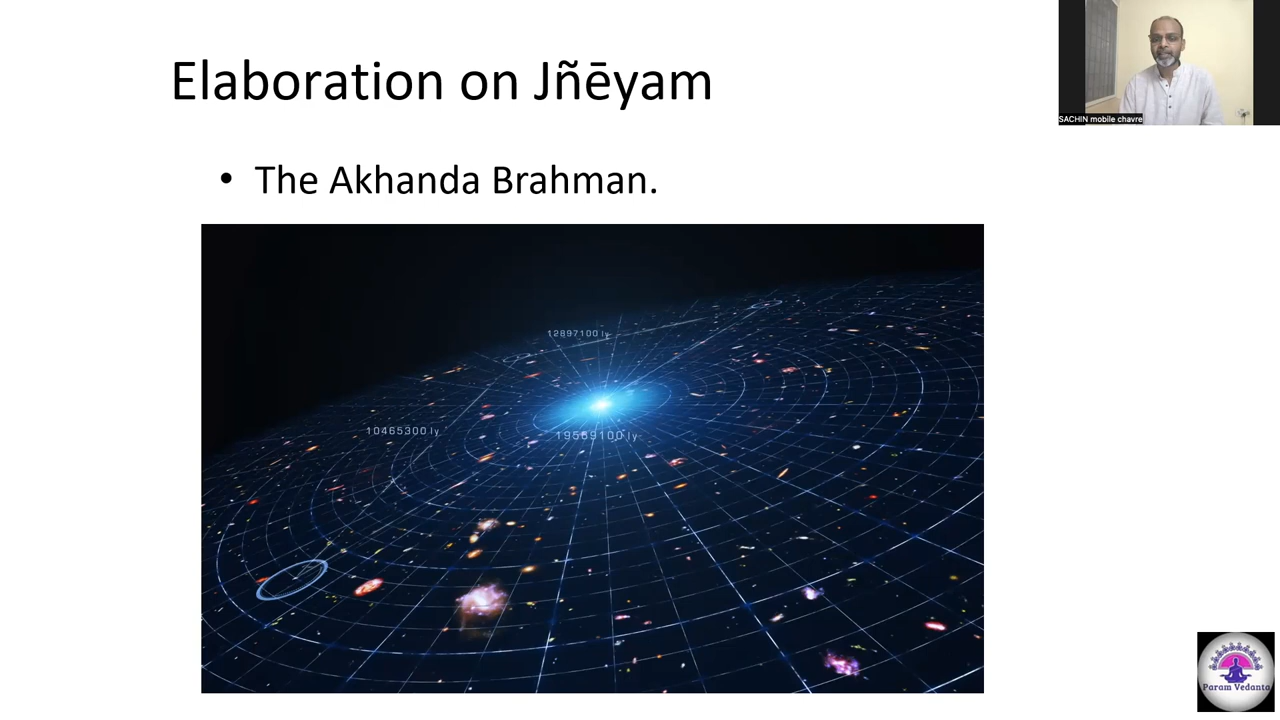 Elaboration on Jñēyam
SACHIN mobile chavre
• The Akhanda Brahman.
12897100 ly
10465300 ly
19569100 ly
Param Vedanta